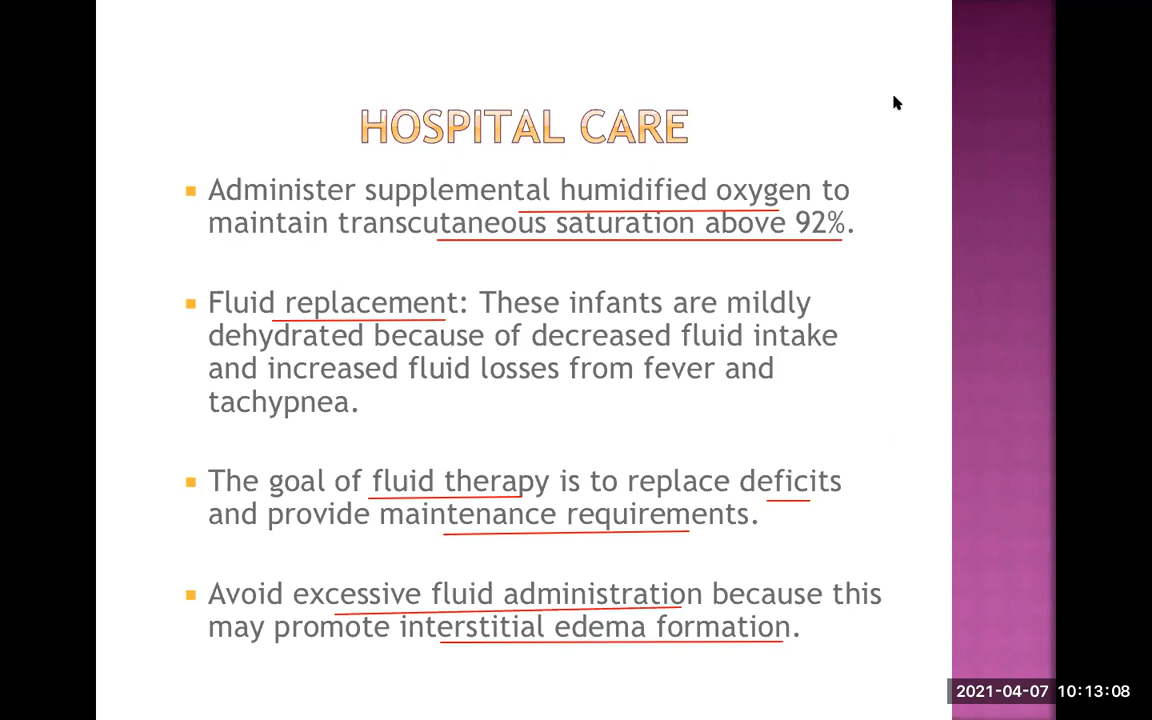 HOSPITAL CARE
Administer supplemental humidified oxygen to
maintain transcutaneous saturation above 92%.
Fluid replacement: These infants are mildly
dehydrated because of decreased fluid intake
and increased fluid losses from fever and
tachypnea.
The goal of fluid therapy is to replace deficits
and provide maintenance requirements.
Avoid excessive fluid administration because this
may promote interstitial edema formation.
2021-04-07 10:13:08